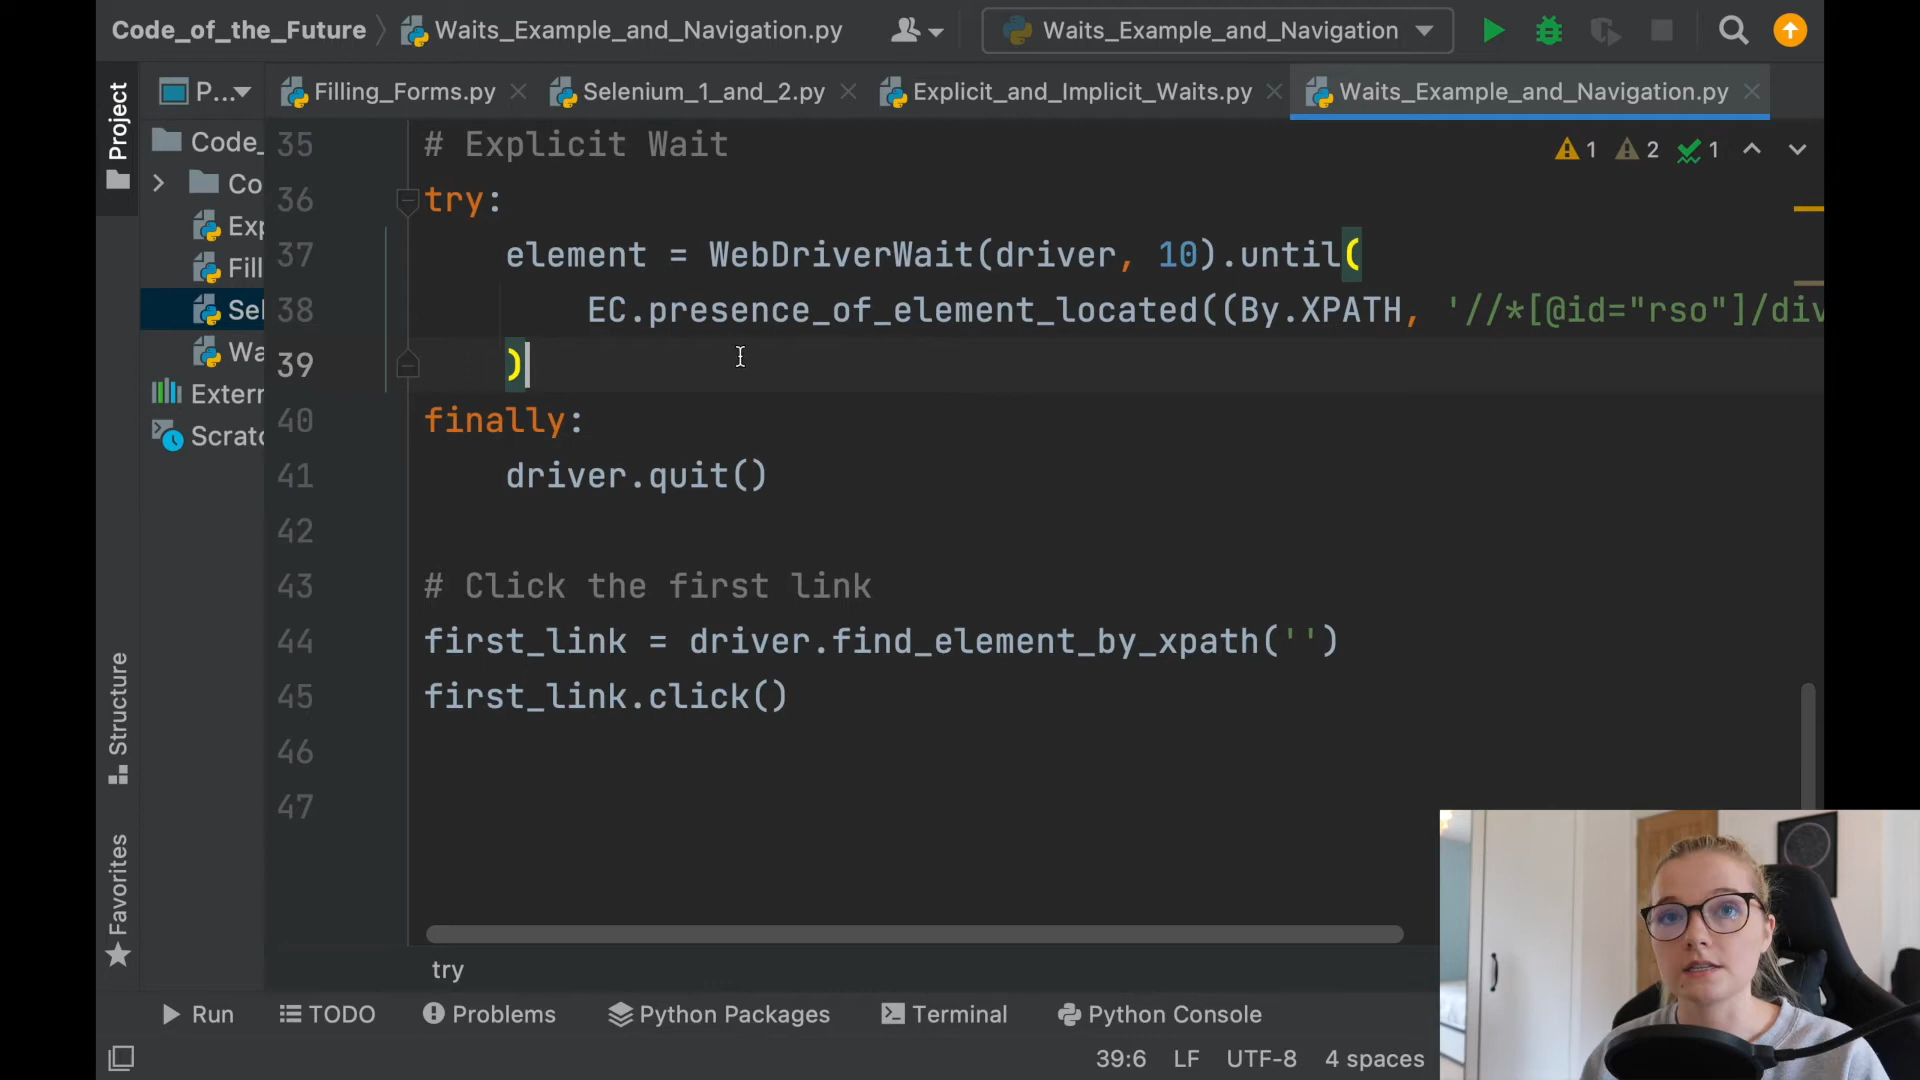 Code_of_the_Future
Waits_Example_and_Navigation.py
Waits_Example_and_Navigation
Project
P...
Filling_Forms.py
Selenium_1_and_2.py
Explicit_and_Implicit_Waits.py
Waits_Example_and_Navigation.py
Code_
Co
Exp
Fill
Sel
Wa
Extern
Scratc
1 2 1
35 # Explicit Wait
36 try:
37 element = WebDriverWait(driver, 10).until(
38 EC.presence_of_element_located((By.XPATH, '//*[@id="rso"]/div
39 )
40 finally:
41 driver.quit()
42
43 # Click the first link
44 first_link = driver.find_element_by_xpath('')
45 first_link.click()
46
47
Structure
Favorites
try
Run
TODO
Problems
Python Packages
Terminal
Python Console
39:6 LF UTF-8 4 spaces